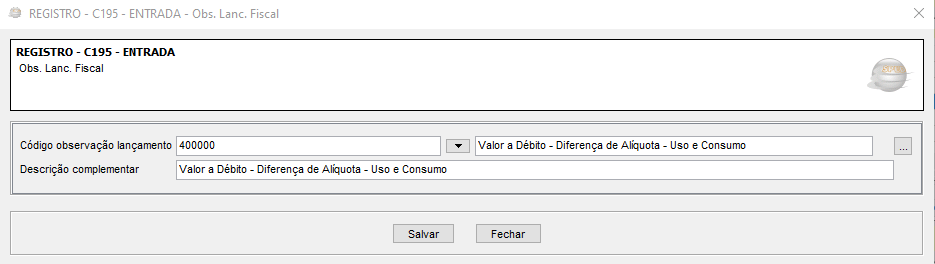 REGISTRO - C195 - ENTRADA - Obs. Lanc. Fiscal
REGISTRO - C195 - ENTRADA
Obs. Lanc. Fiscal
Código observação lançamento 400000 Valor a Débito - Diferença de Alíquota - Uso e Consumo ...
Descrição complementar Valor a Débito - Diferença de Alíquota - Uso e Consumo
Salvar Fechar